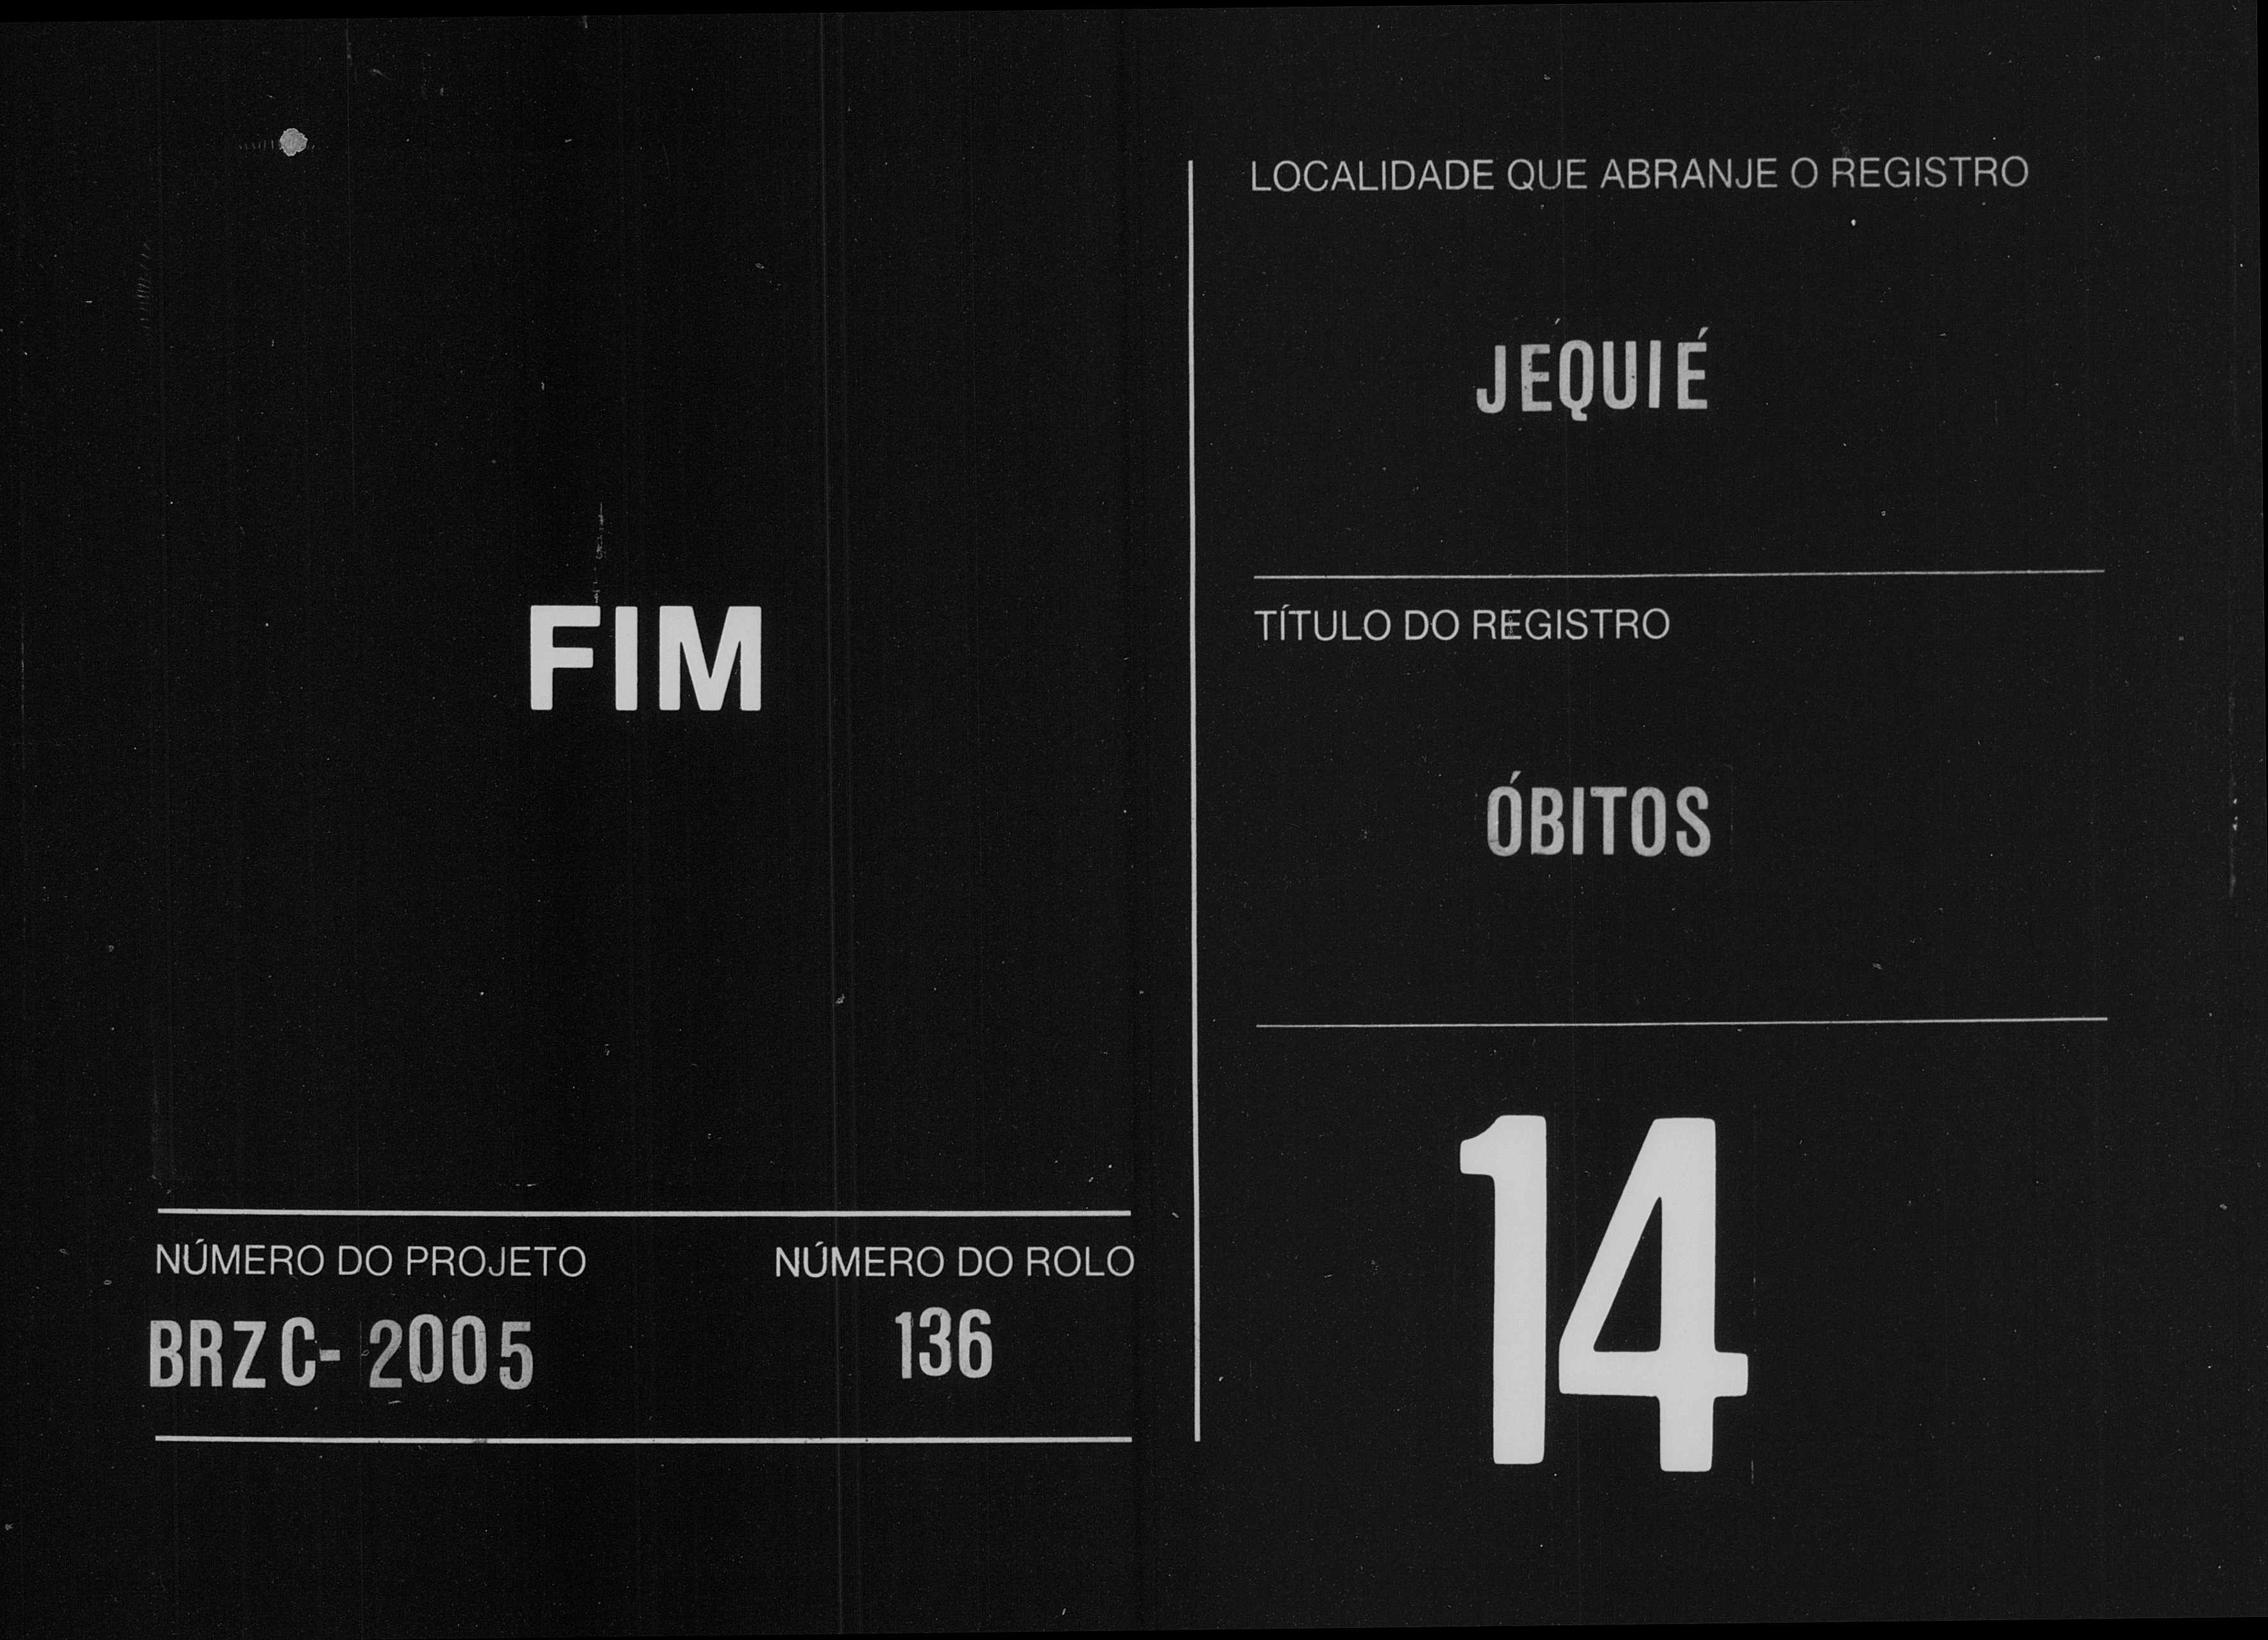 FIM
NÚMERO DO PROJETO
BRZC-2005
NÚMERO DO ROLO
136
LOCALIDADE QUE ABRANJE O REGISTRO
JEQUIÉ
TÍTULO DO REGISTRO
ÓBITOS
14